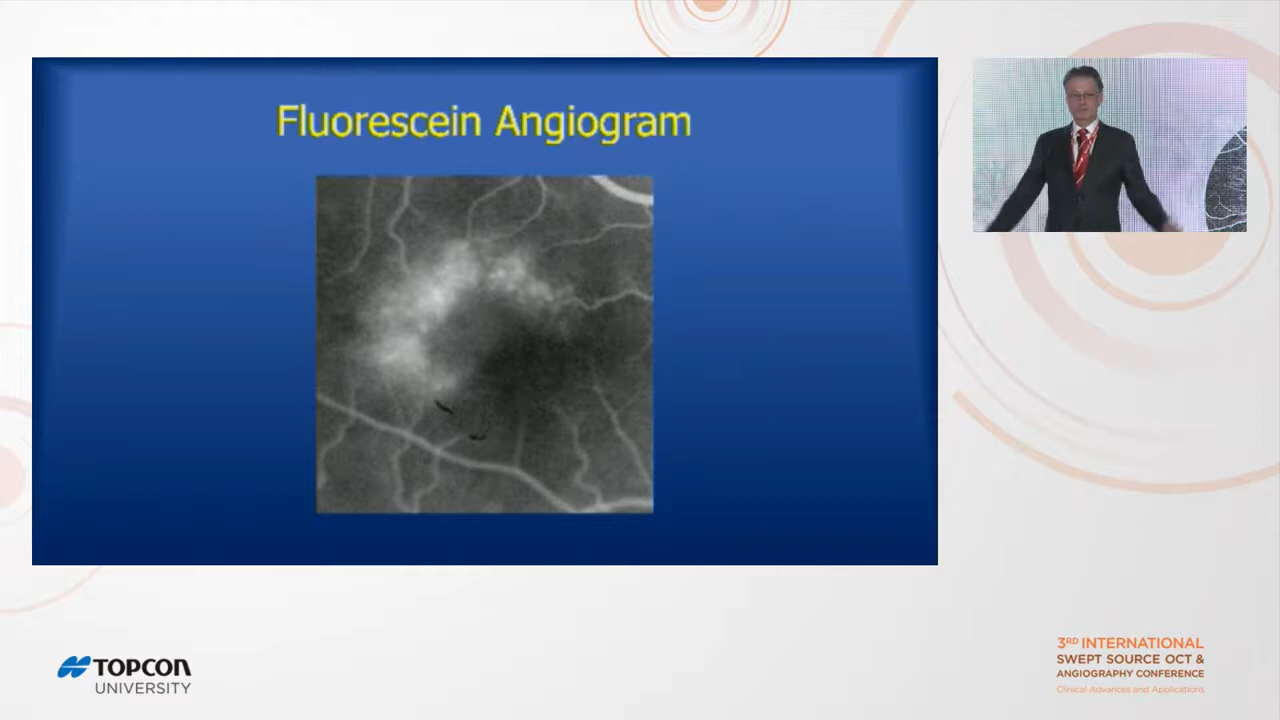 Fluorescein Angiogram
TOPCON
UNIVERSITY
3RD INTERNATIONAL
SWEPT SOURCE OCT &
ANGIOGRAPHY CONFERENCE
Clinical Advances and Applications